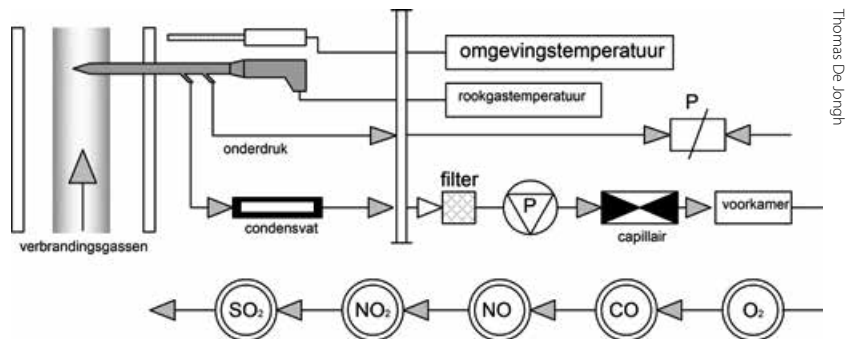 omgevingstemperatuur
rookgastemperatuur
P
onderdruk
filter
P
voorkamer
condensvat
capillair
verbrandingsgassen
SO₂
NO₂
NO
CO
O₂
Thomas De Jongh